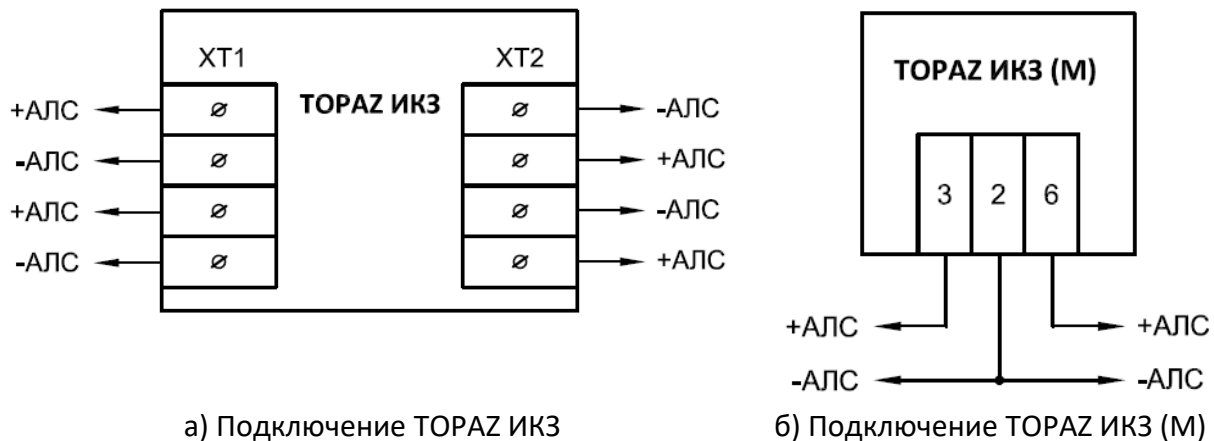 XT1 XT2 TOPAZ ИКЗ (М)
+АЛС TOPAZ ИКЗ -АЛС
-АЛС +АЛС
+АЛС -АЛС 3 2 6
-АЛС +АЛС
+АЛС +АЛС
-АЛС -АЛС
а) Подключение TOPAZ ИКЗ б) Подключение TOPAZ ИКЗ (М)